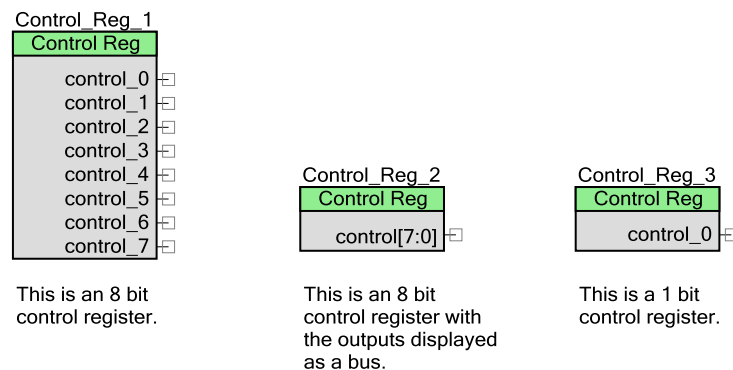 Control_Reg_1
Control Reg
control_0
control_1
control_2
control_3
control_4
control_5
control_6
control_7
This is an 8 bit
control register.
Control_Reg_2
Control Reg
control[7:0]
This is an 8 bit
control register with
the outputs displayed
as a bus.
Control_Reg_3
Control Reg
control_0
This is a 1 bit
control register.